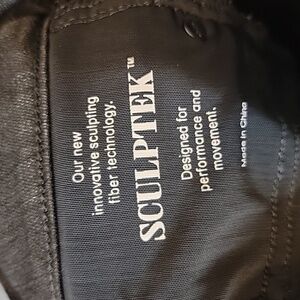 Our new
innovative sculpting
fiber technology.
SCULPTEK™
Designed for
performance and
movement.
Made in China